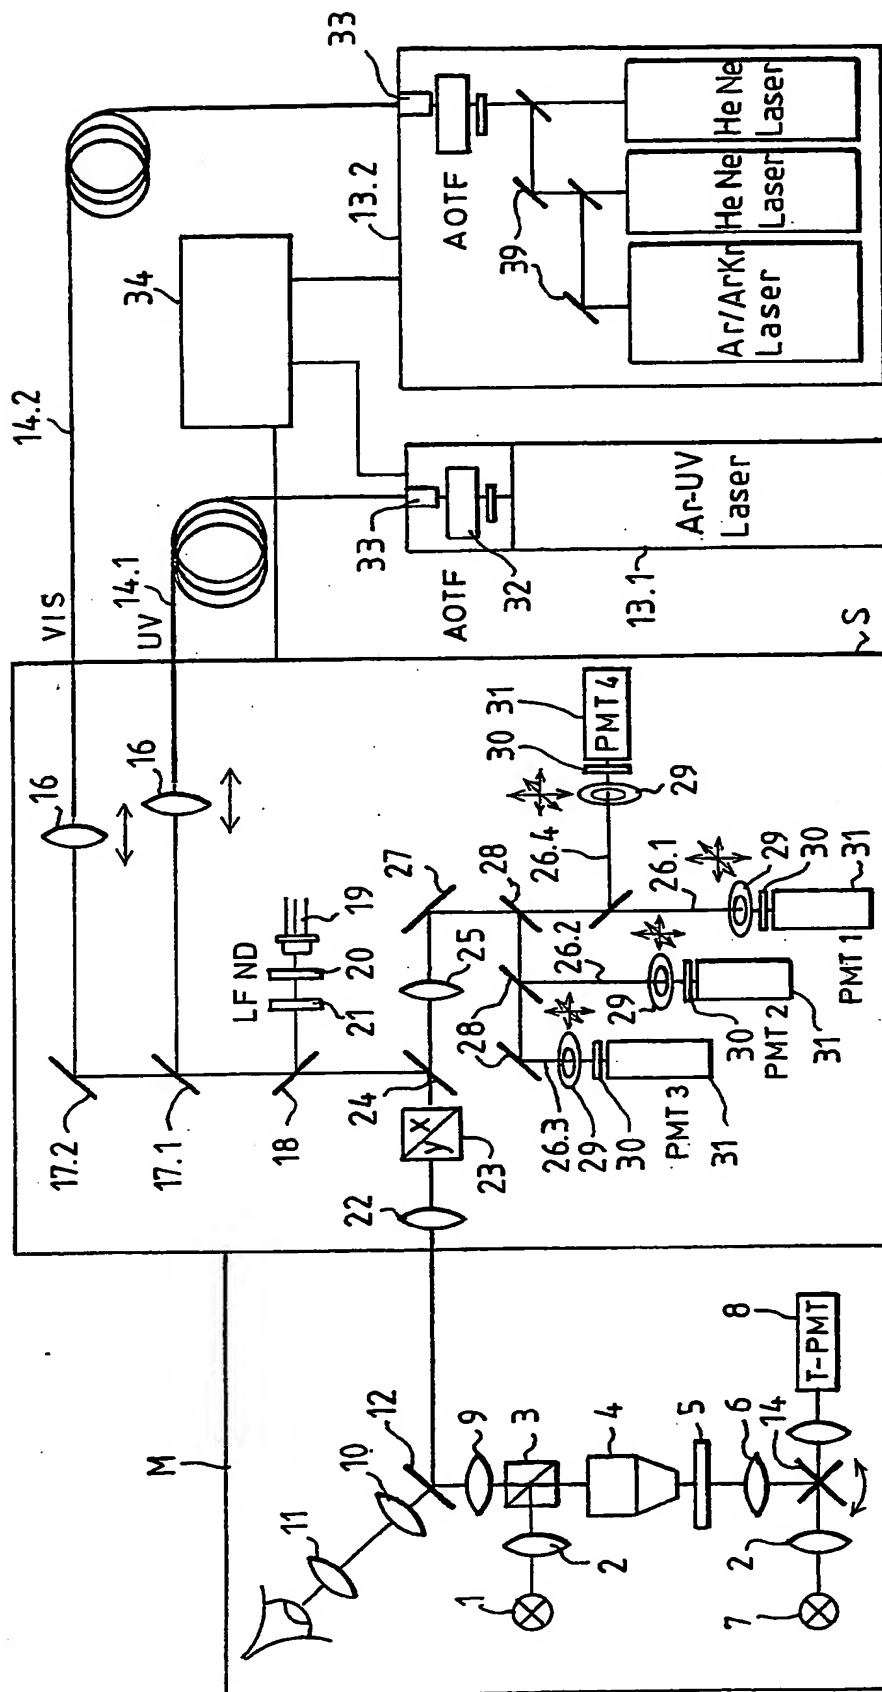 VIS
14.2
33
16
UV
14.1
34
16
17.2
17.1
M
LF
ND
19
20
21
18
13.2
AOTF
39
33
AOTF
32
27
28
25
24
x
y
23
22
12
10
11
26.4
30
31
PMT 4
29
26.1
29
30
31
PMT 1
26.2
28
29
30
PMT 2
31
28
26.3
29
30
PMT 3
31
9
3
1
2
4
5
6
14
8
T-PMT
7
2
S
13.1
Ar-UV
Laser
Ar/ArKr
Laser
HeNe
Laser
HeNe
Laser